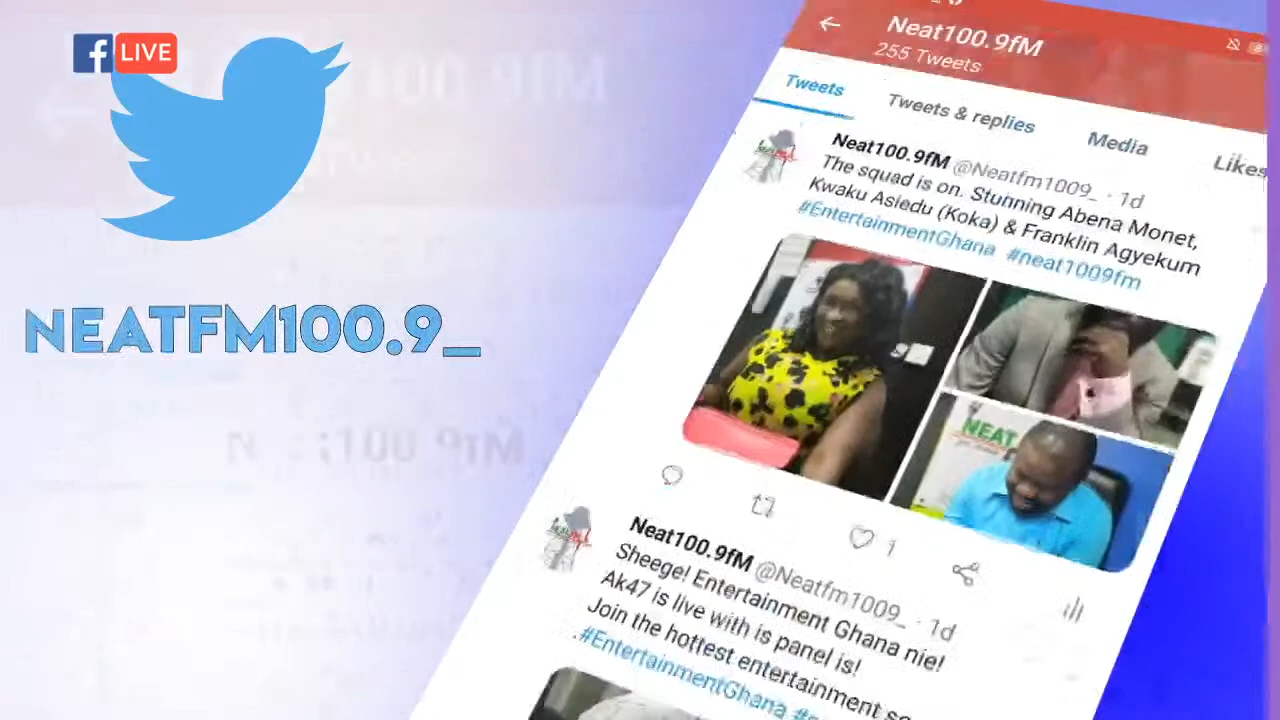 f LIVE
NEATFM100.9_
Neat100.9fM
255 Tweets
Tweets
Tweets & replies
Media
Likes
Neat100.9fM @Neatfm1009_ · 1d
The squad is on. Stunning Abena Monet,
Kwaku Asiedu (Koka) & Franklin Agyekum
#EntertainmentGhana #neat1009fm
NEAT
1
Neat100.9fM @Neatfm1009_ · 1d
Sheege! Entertainment Ghana nie!
Ak47 is live with is panel is!
Join the hottest entertainment
#EntertainmentGhana